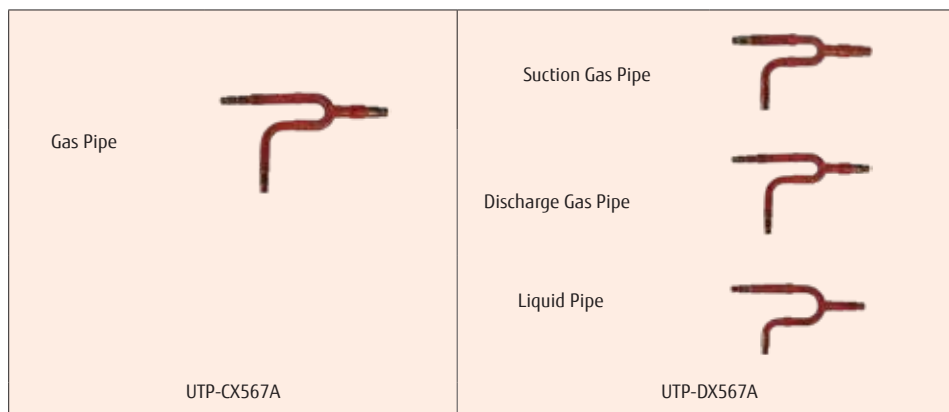 Gas Pipe
UTP-CX567A
Suction Gas Pipe
Discharge Gas Pipe
Liquid Pipe
UTP-DX567A